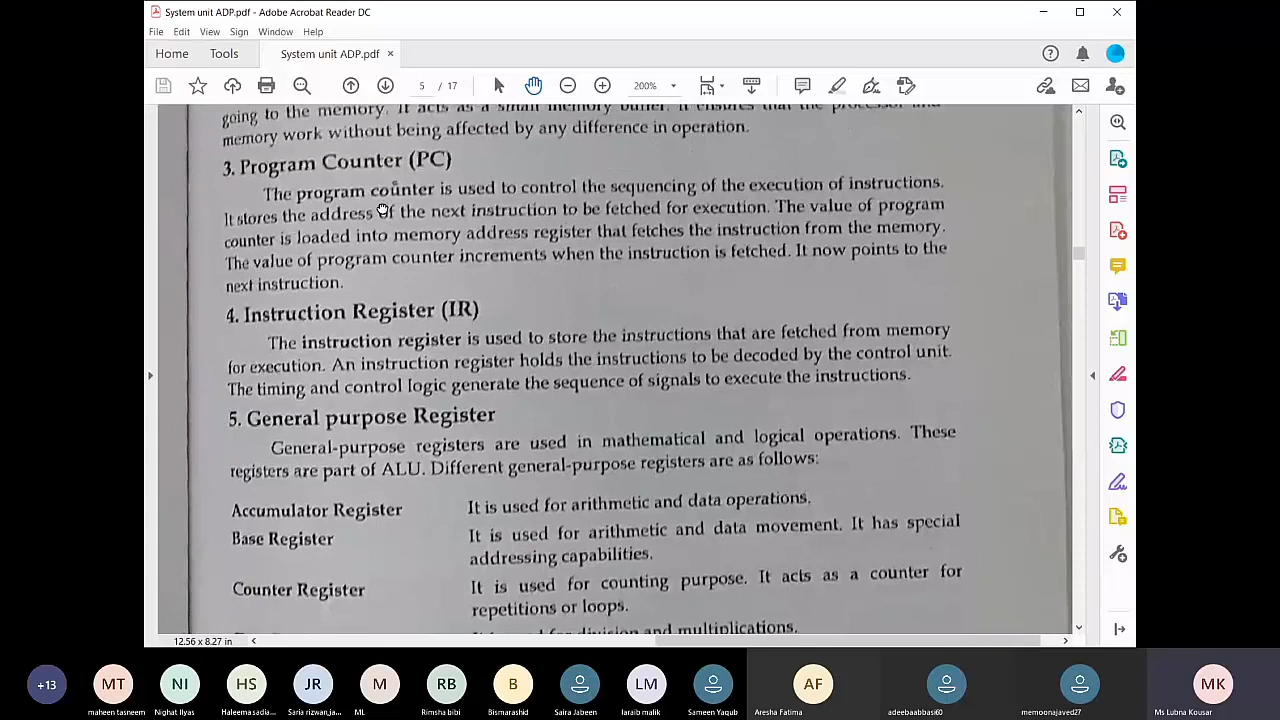 System unit ADP.pdf - Adobe Acrobat Reader DC
File Edit View Sign Window Help
Home Tools System unit ADP.pdf ×
5 / 17 200%
going to the memory. It acts as a small memory buffer. It ensures that the processor and
memory work without being affected by any difference in operation.
3. Program Counter (PC)
The program counter is used to control the sequencing of the execution of instructions.
It stores the address of the next instruction to be fetched for execution. The value of program
counter is loaded into memory address register that fetches the instruction from the memory.
The value of program counter increments when the instruction is fetched. It now points to the
next instruction.
4. Instruction Register (IR)
The instruction register is used to store the instructions that are fetched from memory
for execution. An instruction register holds the instructions to be decoded by the control unit.
The timing and control logic generate the sequence of signals to execute the instructions.
5. General purpose Register
General-purpose registers are used in mathematical and logical operations. These
registers are part of ALU. Different general-purpose registers are as follows:
Accumulator Register It is used for arithmetic and data operations.
Base Register It is used for arithmetic and data movement. It has special
addressing capabilities.
Counter Register It is used for counting purpose. It acts as a counter for
repetitions or loops.
division and multiplications.
12.56 x 8.27 in
+13 MT NI HS JR M RB B LM AF MK
maheen tasneem Nighat Ilyas Haleema sadia... Saria rizwan,ja... ML Rimsha bibi Bismarashid Saira Jabeen laraib malik Sameen Yaqub Aresha Fatima adeebaabbasi60 memoonajaved27 Ms Lubna Kousar